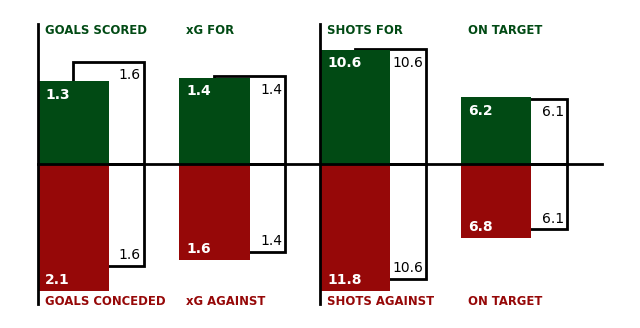 GOALS SCORED xG FOR SHOTS FOR ON TARGET
1.3 1.6 1.4 1.4 10.6 10.6 6.2 6.1
2.1 1.6 1.6 1.4 11.8 10.6 6.8 6.1
GOALS CONCEDED xG AGAINST SHOTS AGAINST ON TARGET